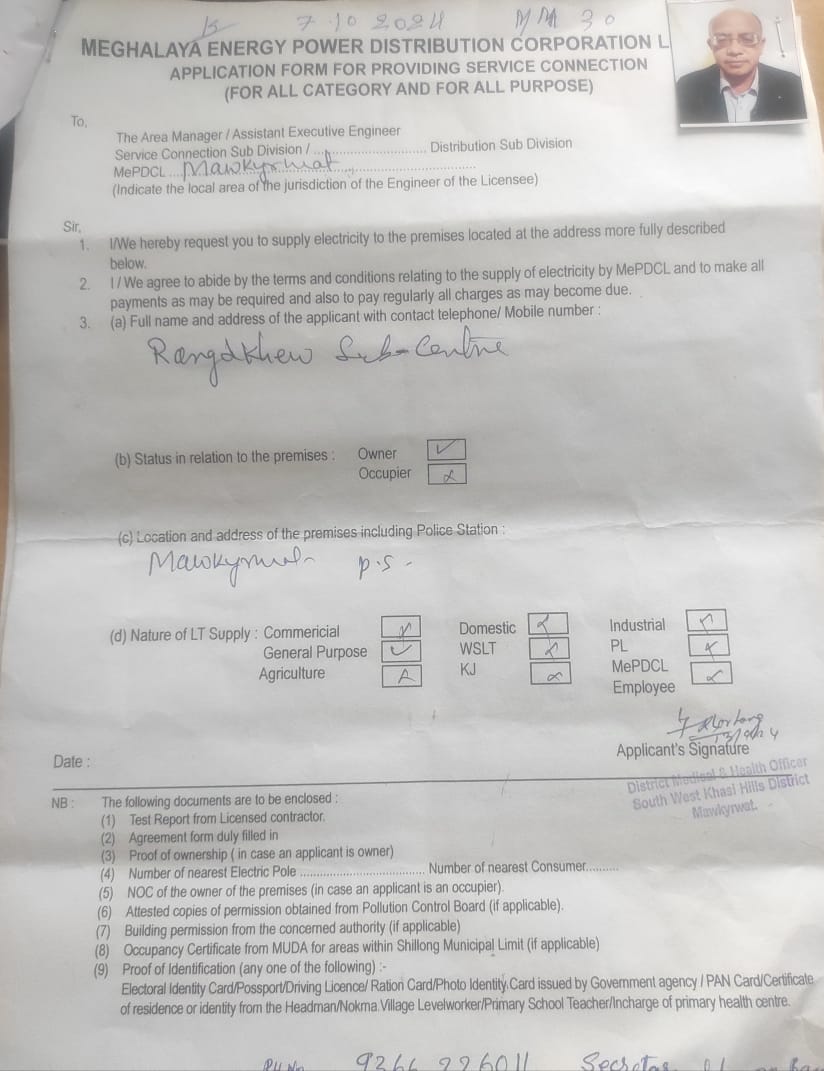 7.10 2024 MM 30
MEGHALAYA ENERGY POWER DISTRIBUTION CORPORATION L
APPLICATION FORM FOR PROVIDING SERVICE CONNECTION
(FOR ALL CATEGORY AND FOR ALL PURPOSE)
To,
The Area Manager / Assistant Executive Engineer
Service Connection Sub Division / .............................. Distribution Sub Division
MePDCL .... Mawkyrwat ..............................
(Indicate the local area of the jurisdiction of the Engineer of the Licensee)
Sir,
1. I/We hereby request you to supply electricity to the premises located at the address more fully described
below.
2. I / We agree to abide by the terms and conditions relating to the supply of electricity by MePDCL and to make all
payments as may be required and also to pay regularly all charges as may become due.
3. (a) Full name and address of the applicant with contact telephone/ Mobile number :
Rangdkhew Sub-Centre
(b) Status in relation to the premises : Owner
Occupier
(c) Location and address of the premises including Police Station :
P.S -
(d) Nature of LT Supply : Commericial Domestic Industrial
General Purpose WSLT PL
Agriculture KJ MePDCL
Employee
Applicant's Signature
Date :
District Medical & Health Officer
South West Khasi Hills District
Mawkyrwat.
NB : The following documents are to be enclosed :
(1) Test Report from Licensed contractor.
(2) Agreement form duly filled in
(3) Proof of ownership ( in case an applicant is owner)
(4) Number of nearest Electric Pole .................................... Number of nearest Consumer..........
(5) NOC of the owner of the premises (in case an applicant is an occupier).
(6) Attested copies of permission obtained from Pollution Control Board (if applicable).
(7) Building permission from the concerned authority (if applicable)
(8) Occupancy Certificate from MUDA for areas within Shillong Municipal Limit (if applicable)
(9) Proof of Identification (any one of the following) :-
Electoral Identity Card/Possport/Driving Licence/ Ration Card/Photo Identity.Card issued by Government agency / PAN Card/Certificate
of residence or identity from the Headman/Nokma.Village Levelworker/Primary School Teacher/Incharge of primary health centre.
9366 226011